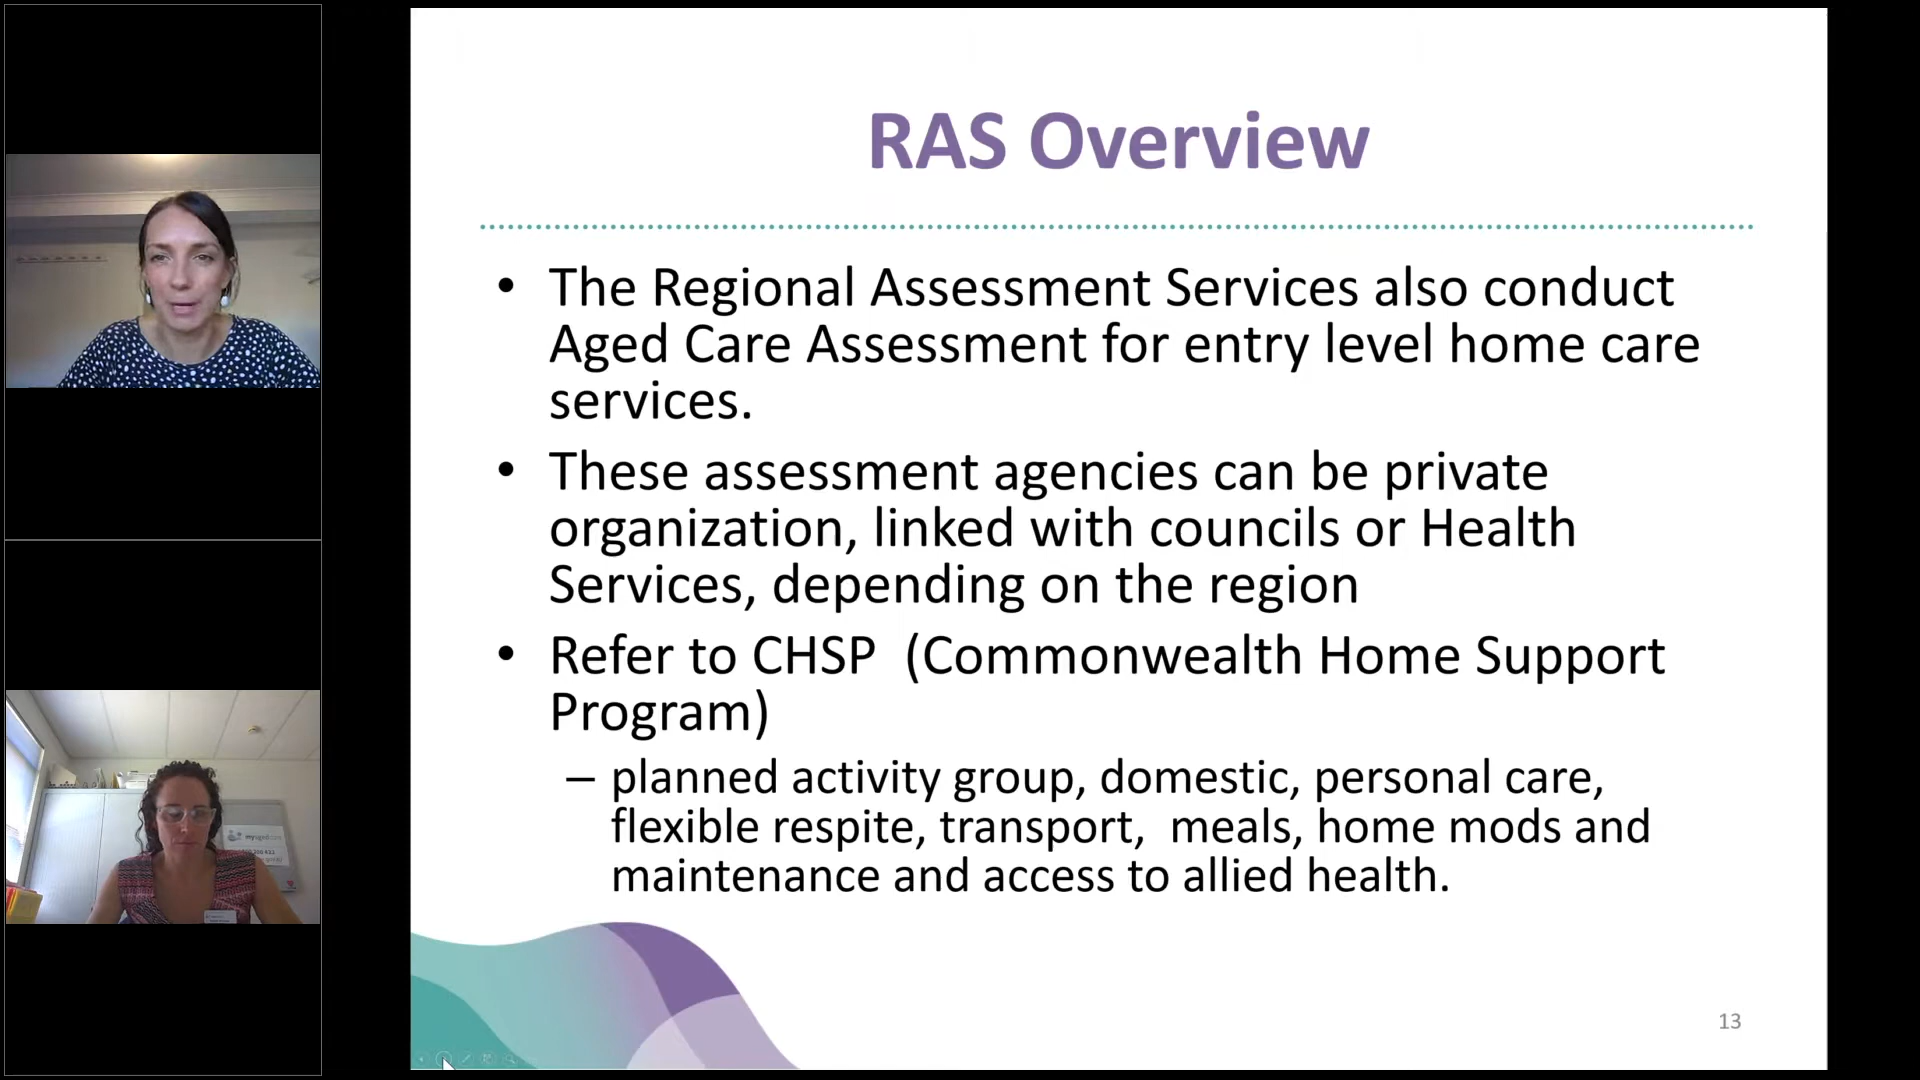 RAS Overview
• The Regional Assessment Services also conduct
Aged Care Assessment for entry level home care
services.
• These assessment agencies can be private
organization, linked with councils or Health
Services, depending on the region
• Refer to CHSP  (Commonwealth Home Support
Program)
– planned activity group, domestic, personal care,
flexible respite, transport,  meals, home mods and
maintenance and access to allied health.
13